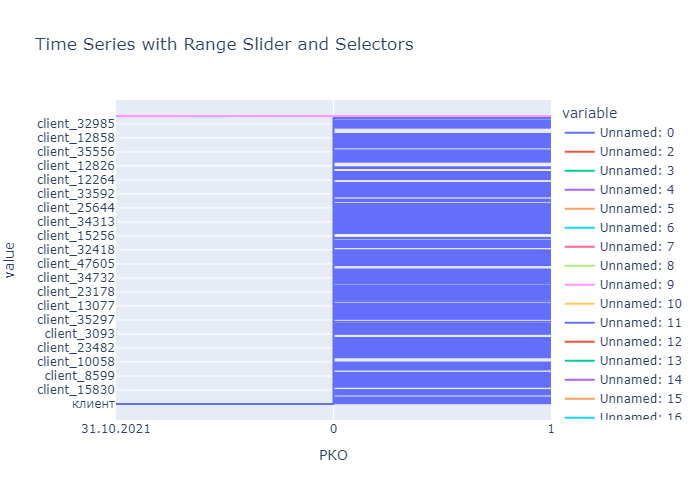 Time Series with Range Slider and Selectors
value
client_32985
client_12858
client_35556
client_12826
client_12264
client_33592
client_25644
client_34313
client_15256
client_32418
client_47605
client_34732
client_23178
client_13077
client_35297
client_3093
client_23482
client_10058
client_8599
client_15830
клиент
31.10.2021
0
1
РКО
variable
Unnamed: 0
Unnamed: 2
Unnamed: 3
Unnamed: 4
Unnamed: 5
Unnamed: 6
Unnamed: 7
Unnamed: 8
Unnamed: 9
Unnamed: 10
Unnamed: 11
Unnamed: 12
Unnamed: 13
Unnamed: 14
Unnamed: 15
Unnamed: 16